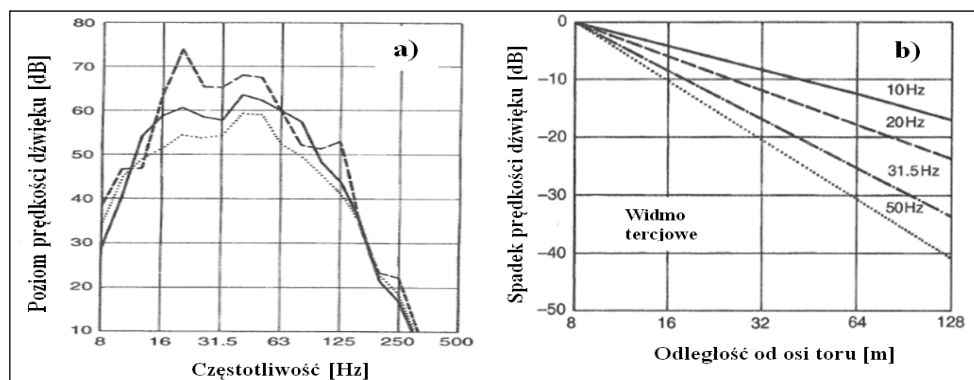 a)
Poziom prędkości dźwięku [dB]
80
70
60
50
40
30
20
10
8 16 31.5 63 125 250 500
Częstotliwość [Hz]
b)
Spadek prędkości dźwięku [dB]
0
-10
-20
-30
-40
-50
10Hz
20Hz
31.5Hz
50Hz
Widmo
tercjowe
8 16 32 64 128
Odległość od osi toru [m]